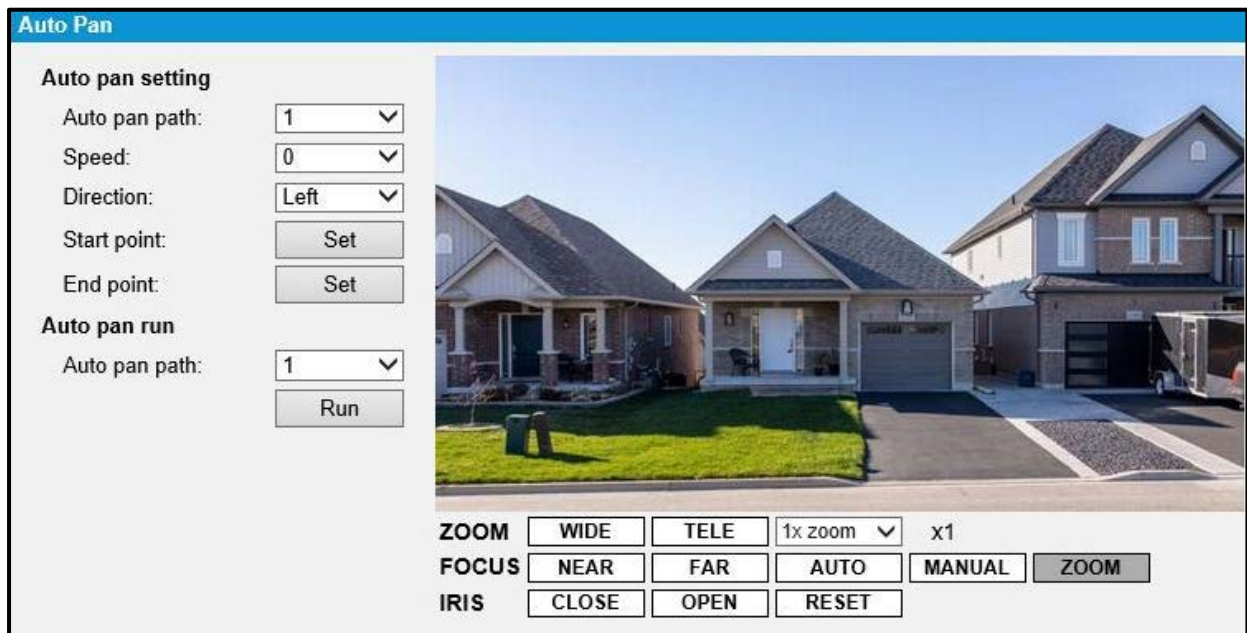 Auto Pan
Auto pan setting
Auto pan path: 1
Speed: 0
Direction: Left
Start point: Set
End point: Set
Auto pan run
Auto pan path: 1
Run
ZOOM WIDE TELE 1x zoom x1
FOCUS NEAR FAR AUTO MANUAL ZOOM
IRIS CLOSE OPEN RESET